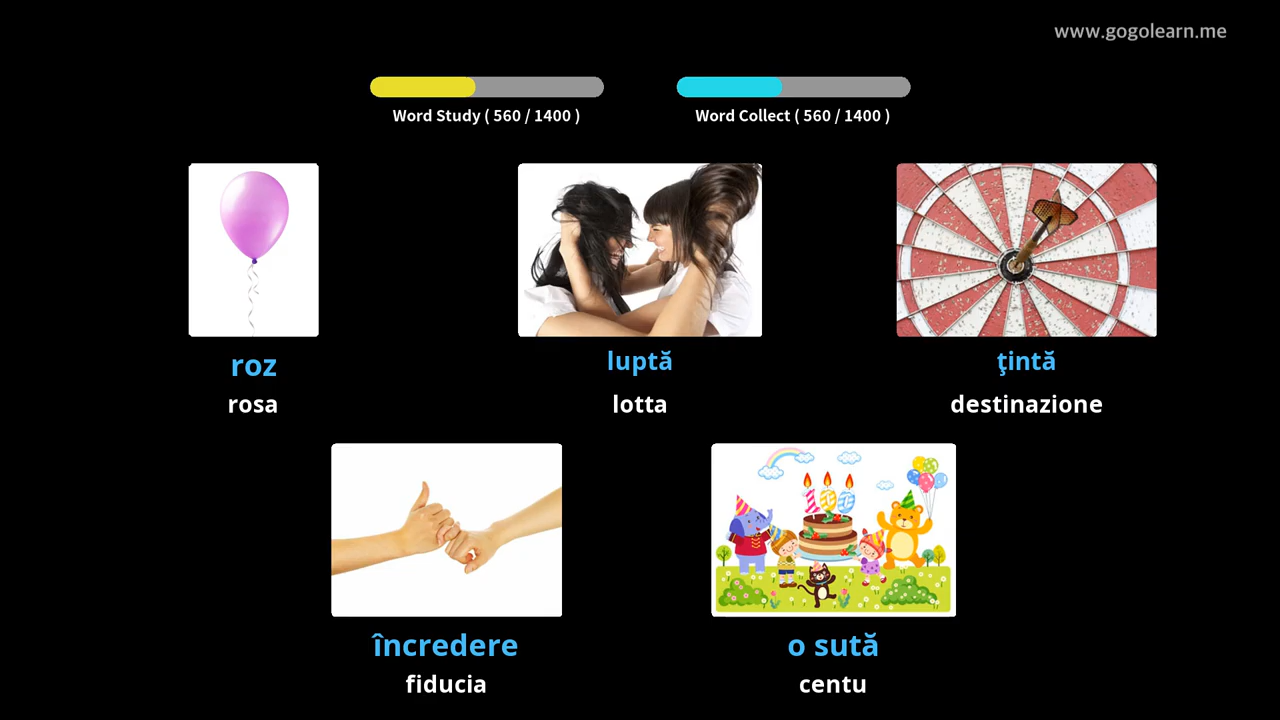 www.gogolearn.me
Word Study ( 560 / 1400 )
Word Collect ( 560 / 1400 )
roz
luptă
ţintă
rosa
lotta
destinazione
100
încredere
o sută
fiducia
centu